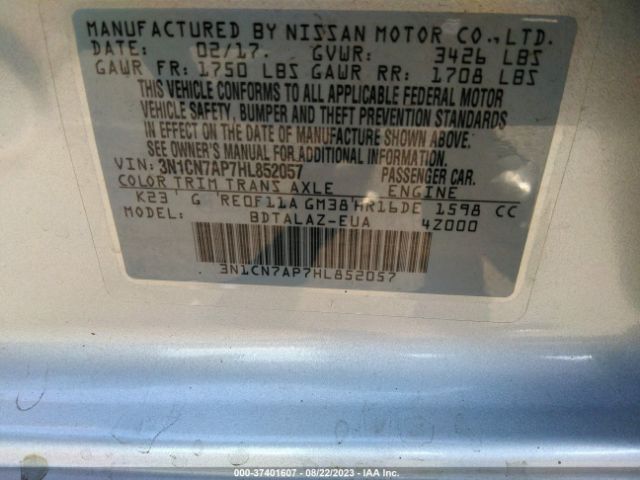 MANUFACTURED BY NISSAN MOTOR CO.,LTD.
DATE: 02/17. GVWR: 3426 LBS
GAWR FR: 1750 LBS GAWR RR: 1708 LBS
THIS VEHICLE CONFORMS TO ALL APPLICABLE FEDERAL MOTOR
VEHICLE SAFETY, BUMPER AND THEFT PREVENTION STANDARDS
IN EFFECT ON THE DATE OF MANUFACTURE SHOWN ABOVE.
SEE OWNER'S MANUAL FOR ADDITIONAL INFORMATION.
VIN: 3N1CN7AP7HL852057 PASSENGER CAR.
COLOR TRIM TRANS AXLE ENGINE
K23 G RE0F11A GM38 HR16DE 1598 CC
MODEL: BDTALAZ-EUA 4Z000
3N1CN7AP7HL852057
000-37401607 - 08/22/2023 - IAA Inc.